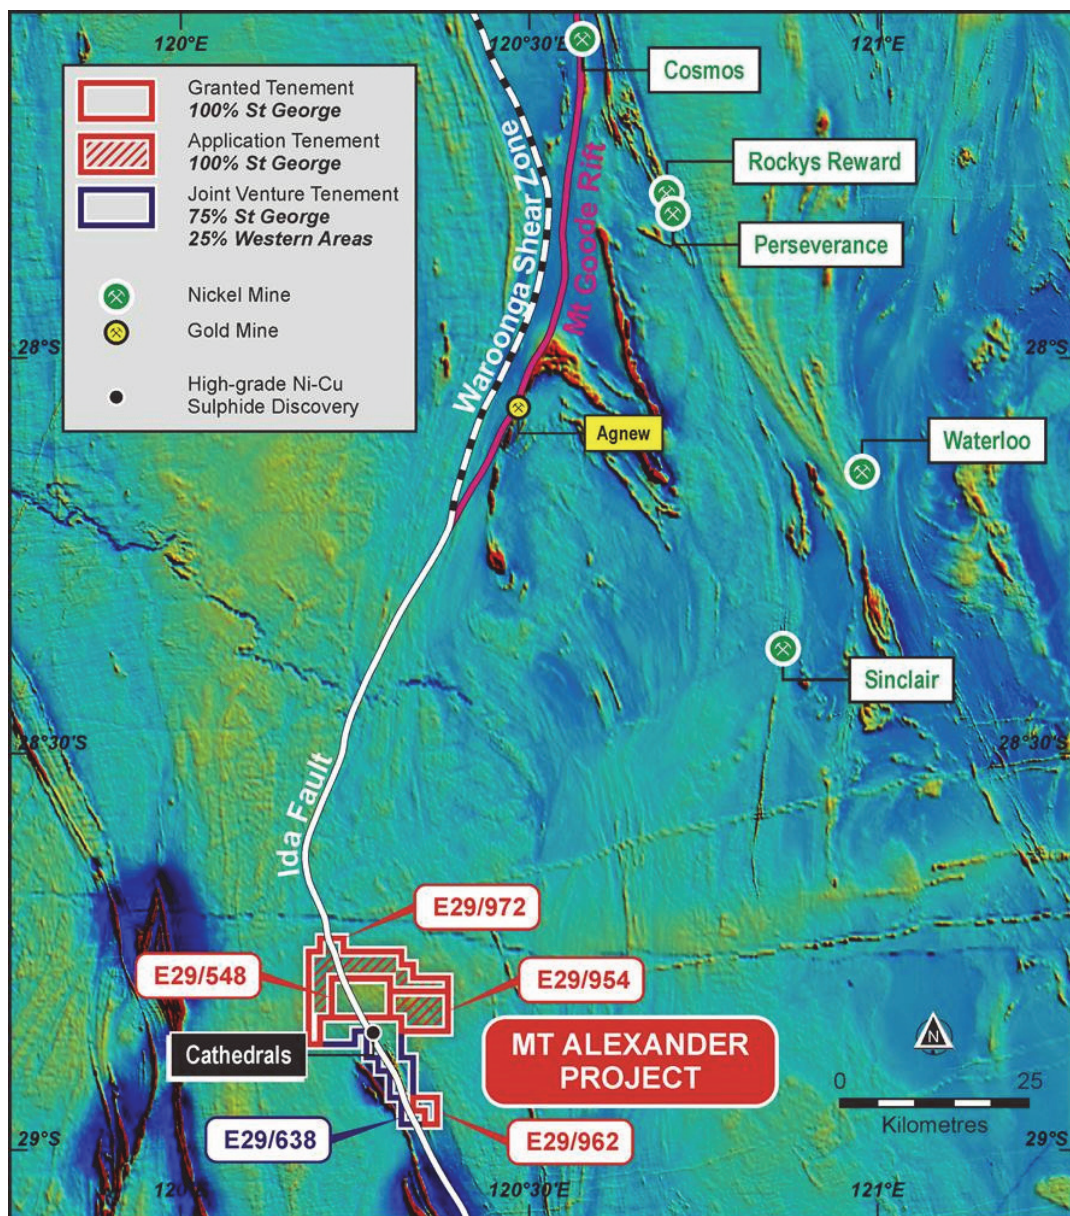 120°E
120°30'E
121°E
Granted Tenement
100% St George
Application Tenement
100% St George
Joint Venture Tenement
75% St George
25% Western Areas
Nickel Mine
Gold Mine
High-grade Ni-Cu
Sulphide Discovery
Cosmos
Rockys Reward
Perseverance
Waroonga Shear Zone
Mt Goode Rift
28°S
28°S
Agnew
Waterloo
Sinclair
28°30'S
28°30'S
Ida Fault
E29/972
E29/548
E29/954
Cathedrals
MT ALEXANDER
PROJECT
N
0
25
Kilometres
E29/638
E29/962
29°S
29°S
120°E
120°30'E
121°E